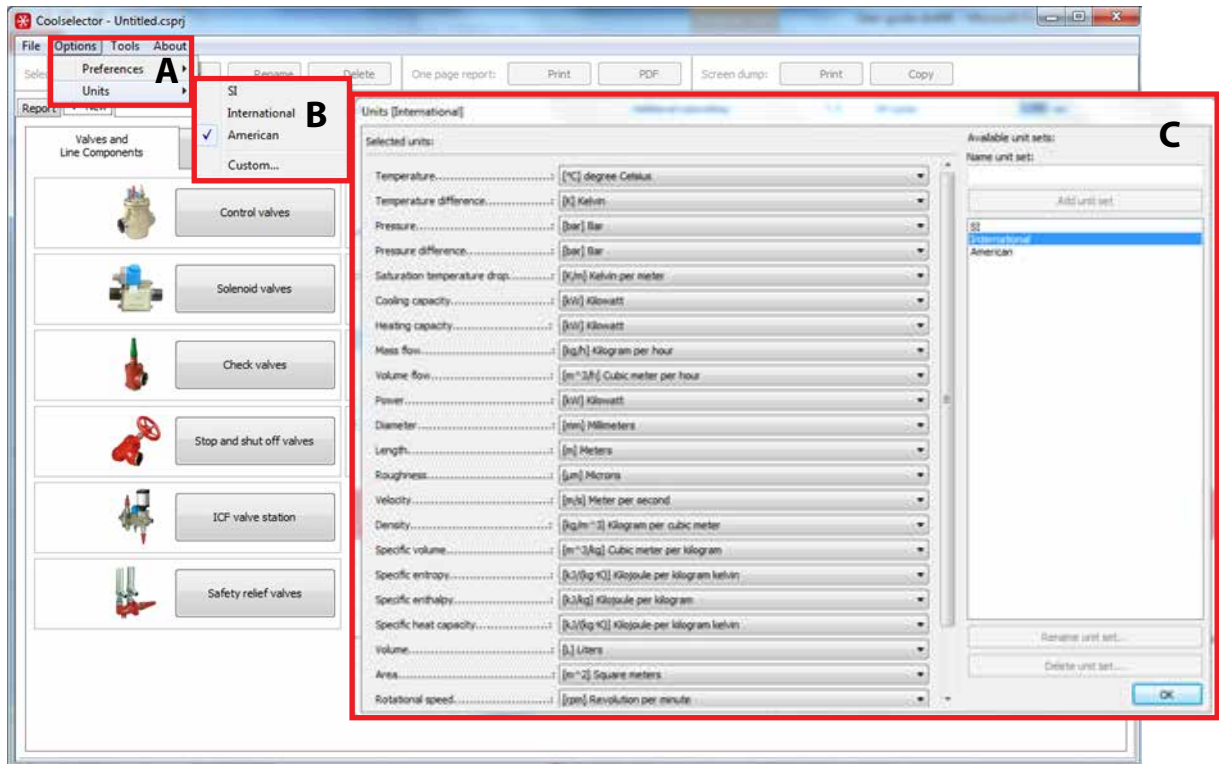 Coolselector - Untitled.csprj
File Options Tools About
Preferences
Units
A
Rename
Delete
One page report:
Print
PDF
Screen dump:
Print
Copy
SI
International
American
Custom...
B
Report
New
Valves and
Line Components
Control valves
Solenoid valves
Check valves
Stop and shut off valves
ICF valve station
Safety relief valves
Units [International]
C
Selected units:
Temperature: [°C] degree Celsius
Temperature difference: [K] Kelvin
Pressure: [bar] Bar
Pressure difference: [bar] Bar
Saturation temperature drop: [K/m] Kelvin per meter
Cooling capacity: [kW] Kilowatt
Heating capacity: [kW] Kilowatt
Mass flow: [kg/h] Kilogram per hour
Volume flow: [m^3/h] Cubic meter per hour
Power: [kW] Kilowatt
Diameter: [mm] Millimeters
Length: [m] Meters
Roughness: [μm] Microns
Velocity: [m/s] Meter per second
Density: [kg/m^3] Kilogram per cubic meter
Specific volume: [m^3/kg] Cubic meter per kilogram
Specific entropy: [kJ/(kg·K)] Kilojoule per kilogram kelvin
Specific enthalpy: [kJ/kg] Kilojoule per kilogram
Specific heat capacity: [kJ/(kg·K)] Kilojoule per kilogram kelvin
Volume: [L] Liters
Area: [m^2] Square meters
Rotational speed: [rpm] Revolution per minute
Available unit sets:
Name unit set:
Add unit set
SI
International
American
Rename unit set...
Delete unit set...
OK